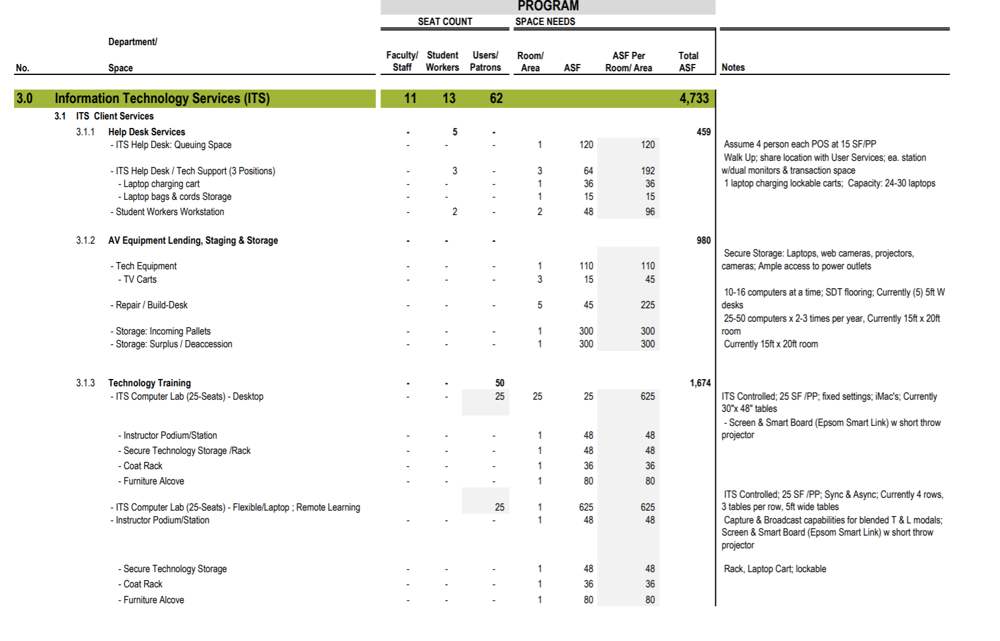 PROGRAM
SEAT COUNT SPACE NEEDS
Department/
Faculty/ Student Users/ Room/ ASF Per Total
No. Space Staff Workers Patrons Area ASF Room/ Area ASF Notes
3.0 Information Technology Services (ITS) 11 13 62 4,733
3.1 ITS Client Services
3.1.1 Help Desk Services - 5 - 459
- ITS Help Desk: Queuing Space - - - 1 120 120 Assume 4 person each POS at 15 SF/PP
Walk Up; share location with User Services; ea. station
- ITS Help Desk / Tech Support (3 Positions) - 3 - 3 64 192 w/dual monitors & transaction space
- Laptop charging cart - - - 1 36 36 1 laptop charging lockable carts; Capacity: 24-30 laptops
- Laptop bags & cords Storage - - - 1 15 15
- Student Workers Workstation - 2 - 2 48 96
3.1.2 AV Equipment Lending, Staging & Storage - - - 980
Secure Storage: Laptops, web cameras, projectors,
- Tech Equipment - - - 1 110 110 cameras; Ample access to power outlets
- TV Carts - - - 3 15 45
10-16 computers at a time; SDT flooring; Currently (5) 5ft W
- Repair / Build-Desk - - - 5 45 225 desks
25-50 computers x 2-3 times per year, Currently 15ft x 20ft
- Storage: Incoming Pallets - - - 1 300 300 room
- Storage: Surplus / Deaccession - - - 1 300 300 Currently 15ft x 20ft room
3.1.3 Technology Training - - 50 1,674
- ITS Computer Lab (25-Seats) - Desktop - - 25 25 25 625 ITS Controlled; 25 SF /PP; fixed settings; iMac's; Currently
30"x 48" tables
- Screen & Smart Board (Epsom Smart Link) w short throw
- Instructor Podium/Station - - - 1 48 48 projector
- Secure Technology Storage /Rack - - - 1 48 48
- Coat Rack - - - 1 36 36
- Furniture Alcove - - - 1 80 80
ITS Controlled; 25 SF /PP; Sync & Async; Currently 4 rows,
- ITS Computer Lab (25-Seats) - Flexible/Laptop ; Remote Learning 25 1 625 625 3 tables per row, 5ft wide tables
- Instructor Podium/Station - - - 1 48 48 Capture & Broadcast capabilities for blended T & L modals;
Screen & Smart Board (Epsom Smart Link) w short throw
projector
- Secure Technology Storage - - - 1 48 48 Rack, Laptop Cart; lockable
- Coat Rack - - - 1 36 36
- Furniture Alcove - - - 1 80 80